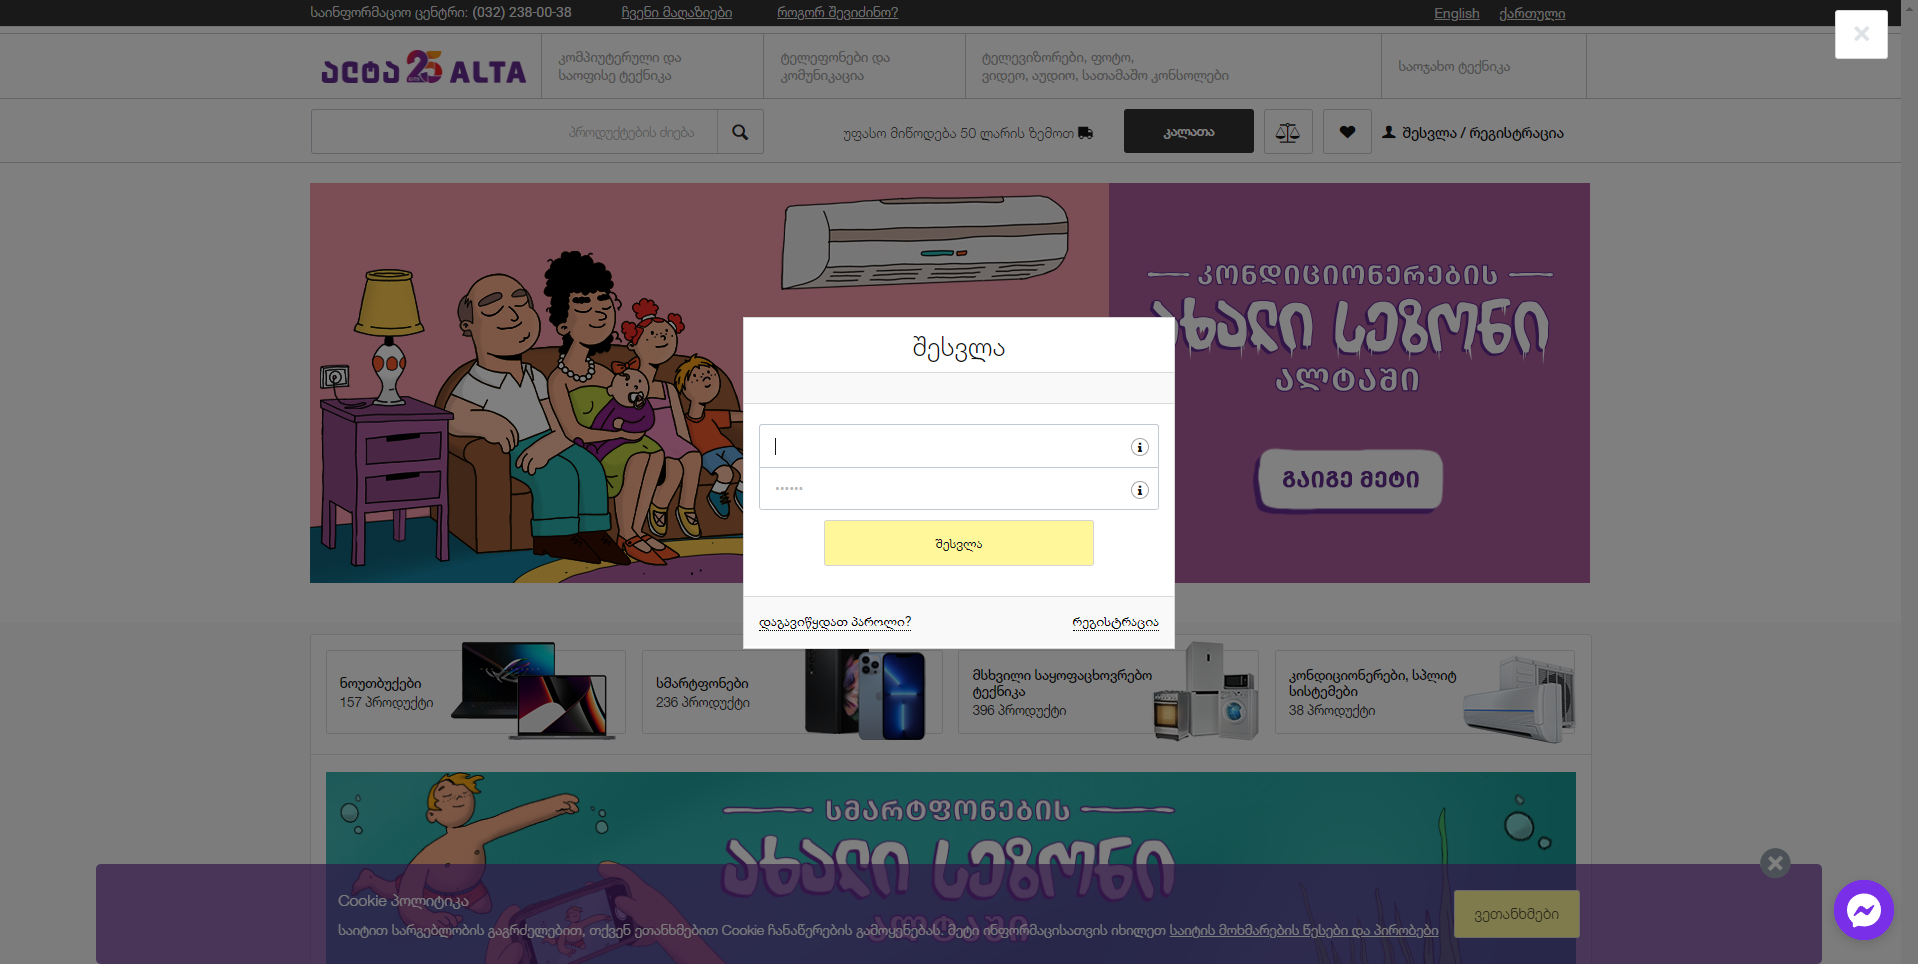 საინფორმაციო ცენტრი: (032) 238-00-38
ჩვენი მაღაზიები
როგორ შევიძინო?
English
ქართული
ალტა 25 ALTA
კომპიუტერული და
საოფისე ტექნიკა
ტელეფონები და
კომუნიკაცია
ტელევიზორები, ფოტო,
ვიდეო, აუდიო, სათამაშო კონსოლები
საოჯახო ტექნიკა
პროდუქტების ძიება
უფასო მიწოდება 50 ლარის ზემოთ
კალათა
შესვლა / რეგისტრაცია
კონდიციონერების
ახალი სეზონი
ალტაში
გაიგე მეტი
შესვლა
შესვლა
დაგავიწყდათ პაროლი?
რეგისტრაცია
ნოუთბუქები
157 პროდუქტი
სმარტფონები
236 პროდუქტი
მსხვილი საყოფაცხოვრებო
ტექნიკა
396 პროდუქტი
კონდიციონერები, სპლიტ
სისტემები
38 პროდუქტი
სმარტფონების
ახალი სეზონი
ალტაში
Cookie პოლიტიკა
საიტით სარგებლობის გაგრძელებით, თქვენ ეთანხმებით Cookie ჩანაწერების გამოყენებას. მეტი ინფორმაციისათვის იხილეთ საიტის მოხმარების წესები და პირობები
ვეთანხმები